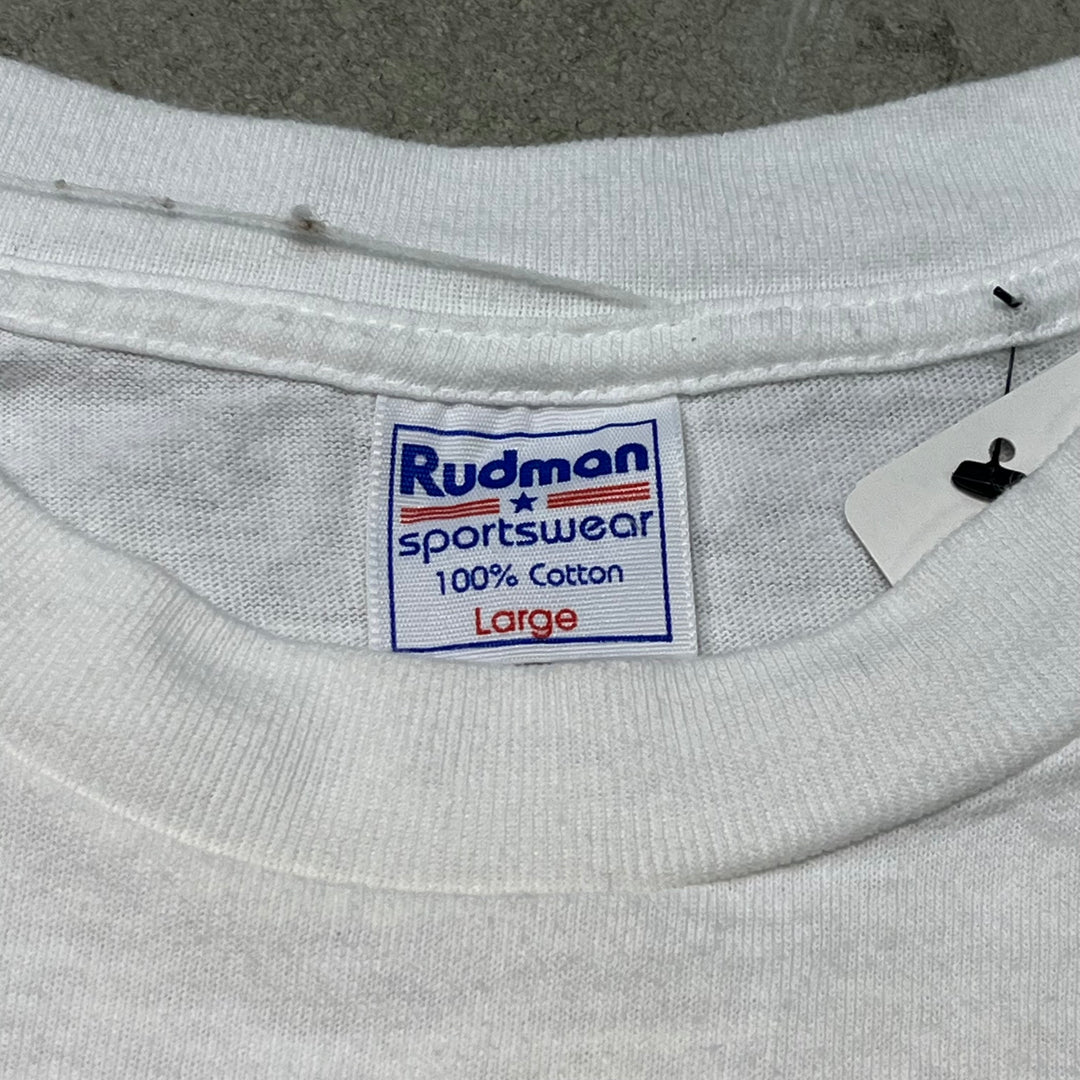 Rudman
sportswear
100% Cotton
Large